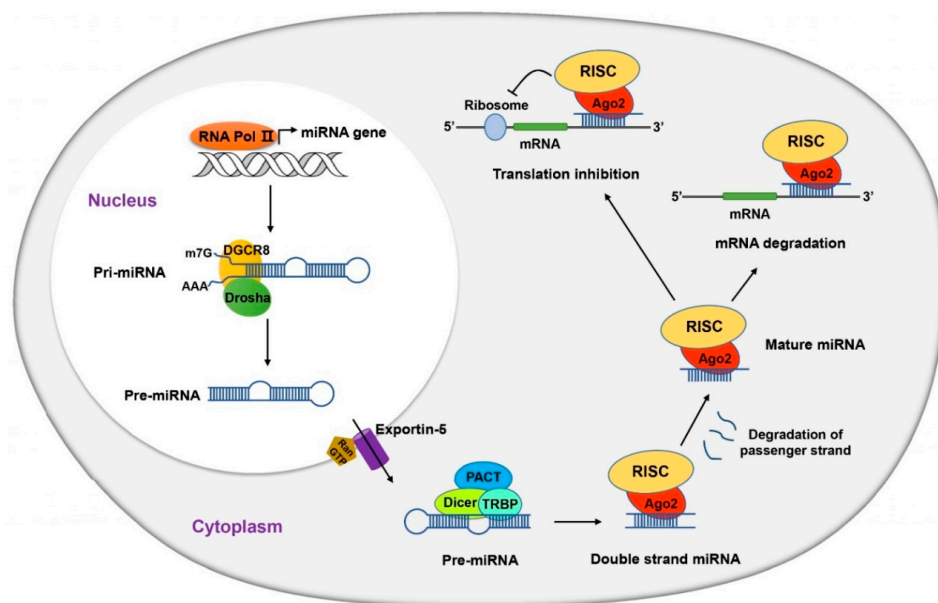 RISC
Ago2
Ribosome
5’
3’
mRNA
Translation inhibition
RISC
Ago2
3’
5’
mRNA
mRNA degradation
RNA Pol Ⅱ
miRNA gene
Nucleus
m7G
DGCR8
Pri-miRNA
AAA
Drosha
Pre-miRNA
Exportin-5
Ran
GTP
Cytoplasm
PACT
Dicer
TRBP
Pre-miRNA
RISC
Ago2
Double strand miRNA
Degradation of
passenger strand
RISC
Ago2
Mature miRNA